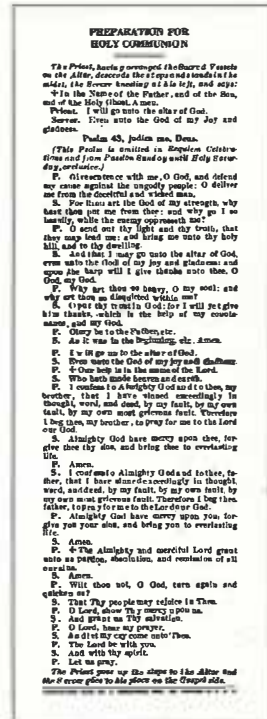 PREPARATION FOR
HOLY COMMUNION
The Priest, having arranged the Sacred Vessels
on the Altar, descends the steps and stands in the
midst, the Server kneeling at his left, and says:
✠ In the Name of the Father, and of the Son,
and of the Holy Ghost. Amen.
Priest. I will go unto the altar of God.
Server. Even unto the God of my Joy and
gladness.
Psalm 43, Judica me, Deus.
(This Psalm is omitted in Requiem Celebra-
tions and from Passion Sunday until Holy Satur-
day, exclusive.)
P. Give sentence with me, O God, and defend
my cause against the ungodly people: O deliver
me from the deceitful and wicked man.
S. For thou art the God of my strength, why
hast thou put me from thee: and why go I so
heavily, while the enemy oppresseth me?
P. O send out thy light and thy truth, that
they may lead me: and bring me unto thy holy
hill, and to thy dwelling.
S. And that I may go unto the altar of God,
even unto the God of my joy and gladness: and
upon the harp will I give thanks unto thee, O
God, my God.
P. Why art thou so heavy, O my soul: and
why art thou so disquieted within me?
S. O put thy trust in God: for I will yet give
him thanks, which is the help of my counte-
nance, and my God.
P. Glory be to the Father, etc.
S. As it was in the beginning, etc. Amen.
P. I will go unto the altar of God.
S. Even unto the God of my joy and gladness.
P. ✠ Our help is in the name of the Lord.
S. Who hath made heaven and earth.
P. I confess to Almighty God and to thee, my
brother, that I have sinned exceedingly in
thought, word, and deed, by my fault, by my own
fault, by my own most grievous fault. Therefore
I beg thee, my brother, to pray for me to the Lord
our God.
S. Almighty God have mercy upon thee, for-
give thee thy sins, and bring thee to everlasting
life.
P. Amen.
S. I confess to Almighty God and to thee, fa-
ther, that I have sinned exceedingly in thought,
word, and deed, by my fault, by my own fault, by
my own most grievous fault. Therefore I beg thee,
father, to pray for me to the Lord our God.
P. Almighty God have mercy upon you, for-
give you your sins, and bring you to everlasting
life.
S. Amen.
P. ✠ The Almighty and merciful Lord grant
unto us pardon, absolution, and remission of all
our sins.
S. Amen.
P. Wilt thou not, O God, turn again and
quicken us?
S. That Thy people may rejoice in Thee.
P. O Lord, show Thy mercy upon us.
S. And grant us Thy salvation.
P. O Lord, hear my prayer.
S. And let my cry come unto Thee.
P. The Lord be with you.
S. And with thy spirit.
P. Let us pray.
The Priest goes up the steps to the Altar and
the Server goes to his place on the Gospel side.